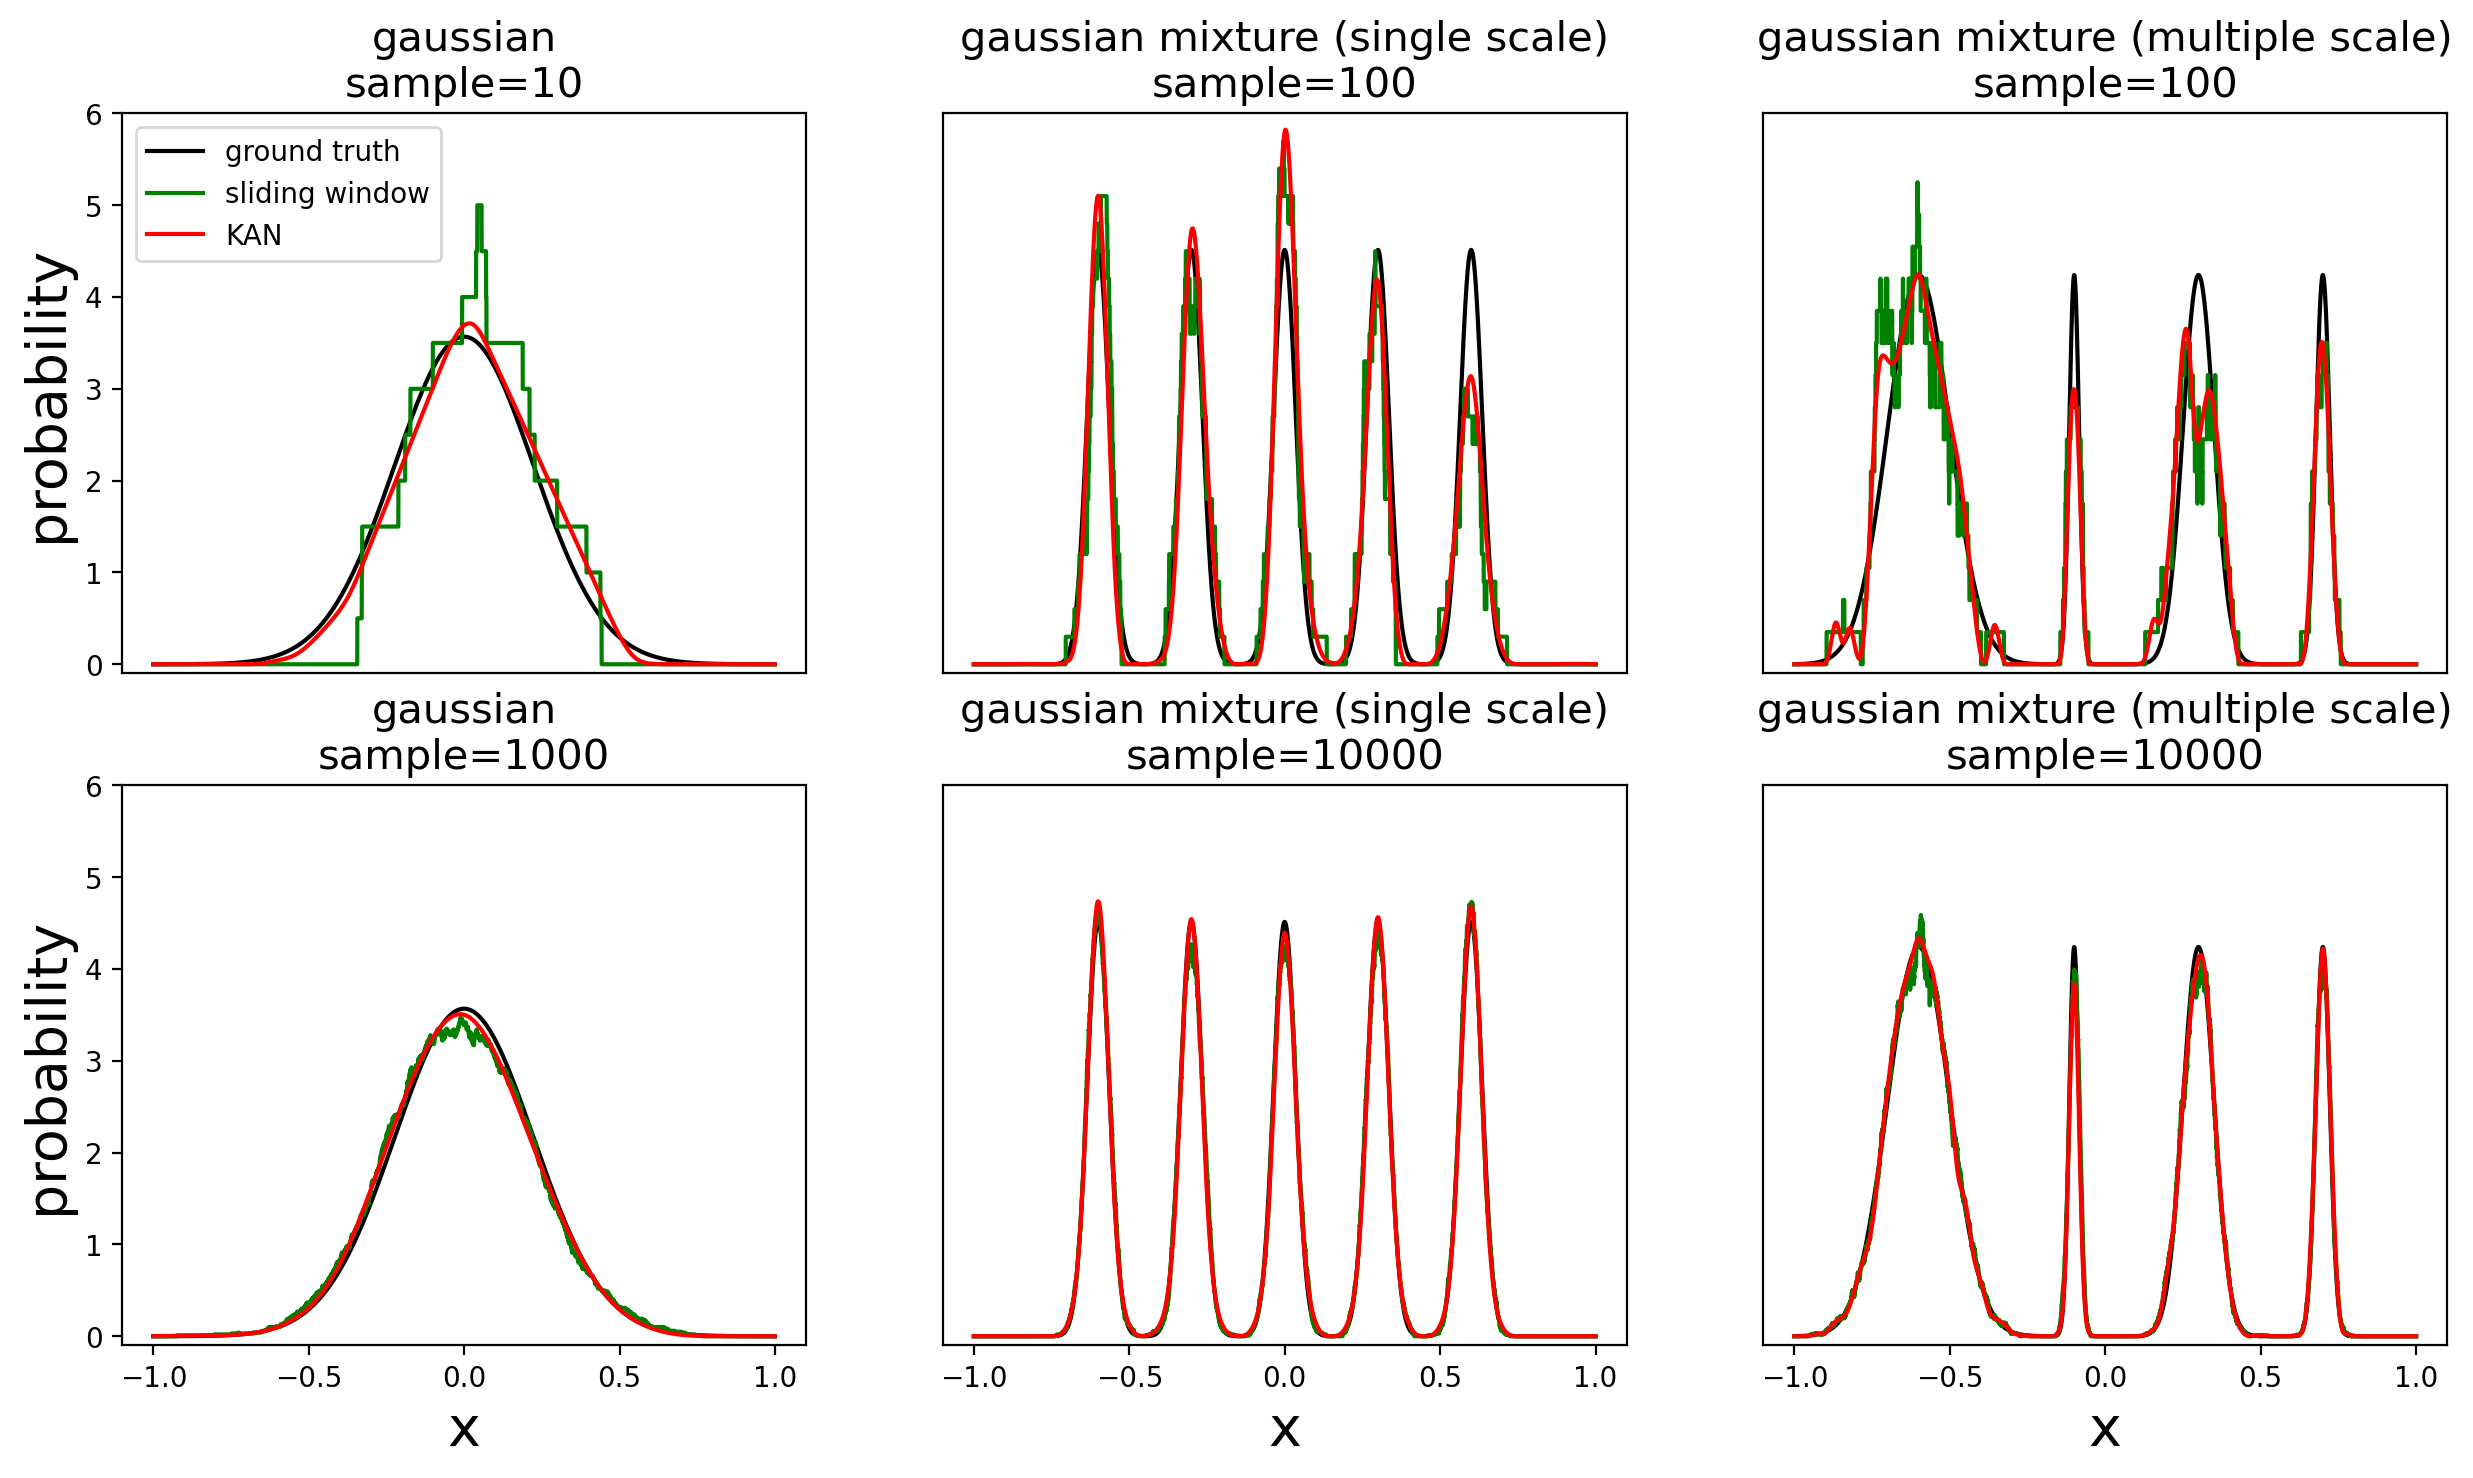 gaussian
sample=10
gaussian mixture (single scale)
sample=100
gaussian mixture (multiple scale)
sample=100
6
5
4
3
2
1
0
probability
ground truth
sliding window
KAN
gaussian
sample=1000
gaussian mixture (single scale)
sample=10000
gaussian mixture (multiple scale)
sample=10000
6
5
4
3
2
1
0
probability
−1.0 −0.5 0.0 0.5 1.0
−1.0 −0.5 0.0 0.5 1.0
−1.0 −0.5 0.0 0.5 1.0
x
x
x